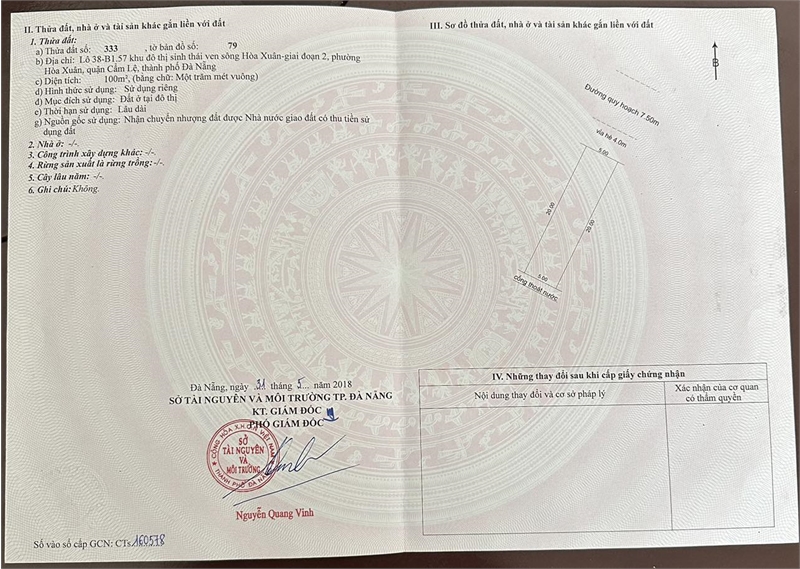 II. Thửa đất, nhà ở và tài sản khác gắn liền với đất
1. Thửa đất:
a) Thửa đất số: 333 , tờ bản đồ số: 79
b) Địa chỉ: Lô 38-B1.57 khu đô thị sinh thái ven sông Hòa Xuân-giai đoạn 2, phường
Hòa Xuân, quận Cẩm Lệ, thành phố Đà Nẵng
c) Diện tích: 100m², (bằng chữ: Một trăm mét vuông)
d) Hình thức sử dụng: Sử dụng riêng
đ) Mục đích sử dụng: Đất ở tại đô thị
e) Thời hạn sử dụng: Lâu dài
g) Nguồn gốc sử dụng: Nhận chuyển nhượng đất được Nhà nước giao đất có thu tiền sử
dụng đất
2. Nhà ở: -/-
3. Công trình xây dựng khác: -/-
4. Rừng sản xuất là rừng trồng:-/-
5. Cây lâu năm: -/-
6. Ghi chú:Không.
Đà Nẵng, ngày 31 tháng 5 năm 2018
SỞ TÀI NGUYÊN VÀ MÔI TRƯỜNG TP. ĐÀ NẴNG
KT. GIÁM ĐỐC
PHÓ GIÁM ĐỐC
CỘNG HÒA X.H.C.N VIỆT NAM
SỞ
TÀI NGUYÊN
VÀ
MÔI TRƯỜNG
THÀNH PHỐ ĐÀ NẴNG
Nguyễn Quang Vinh
Số vào sổ cấp GCN: CTs 160578
III. Sơ đồ thửa đất, nhà ở và tài sản khác gắn liền với đất
B
Đường quy hoạch 7.50m
vỉa hè 4.0m
5.00
20.00
20.00
5.00
cống thoát nước
IV. Những thay đổi sau khi cấp giấy chứng nhận
Nội dung thay đổi và cơ sở pháp lý
Xác nhận của cơ quan
có thẩm quyền